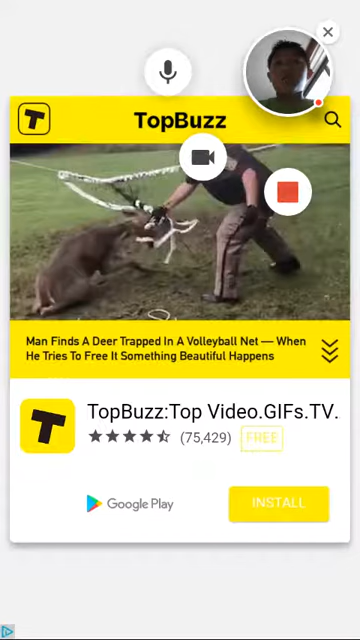 T
TopBuzz
Man Finds A Deer Trapped In A Volleyball Net — When
He Tries To Free It Something Beautiful Happens
T
TopBuzz:Top Video.GIFs.TV.
(75,429) FREE
Google Play
INSTALL